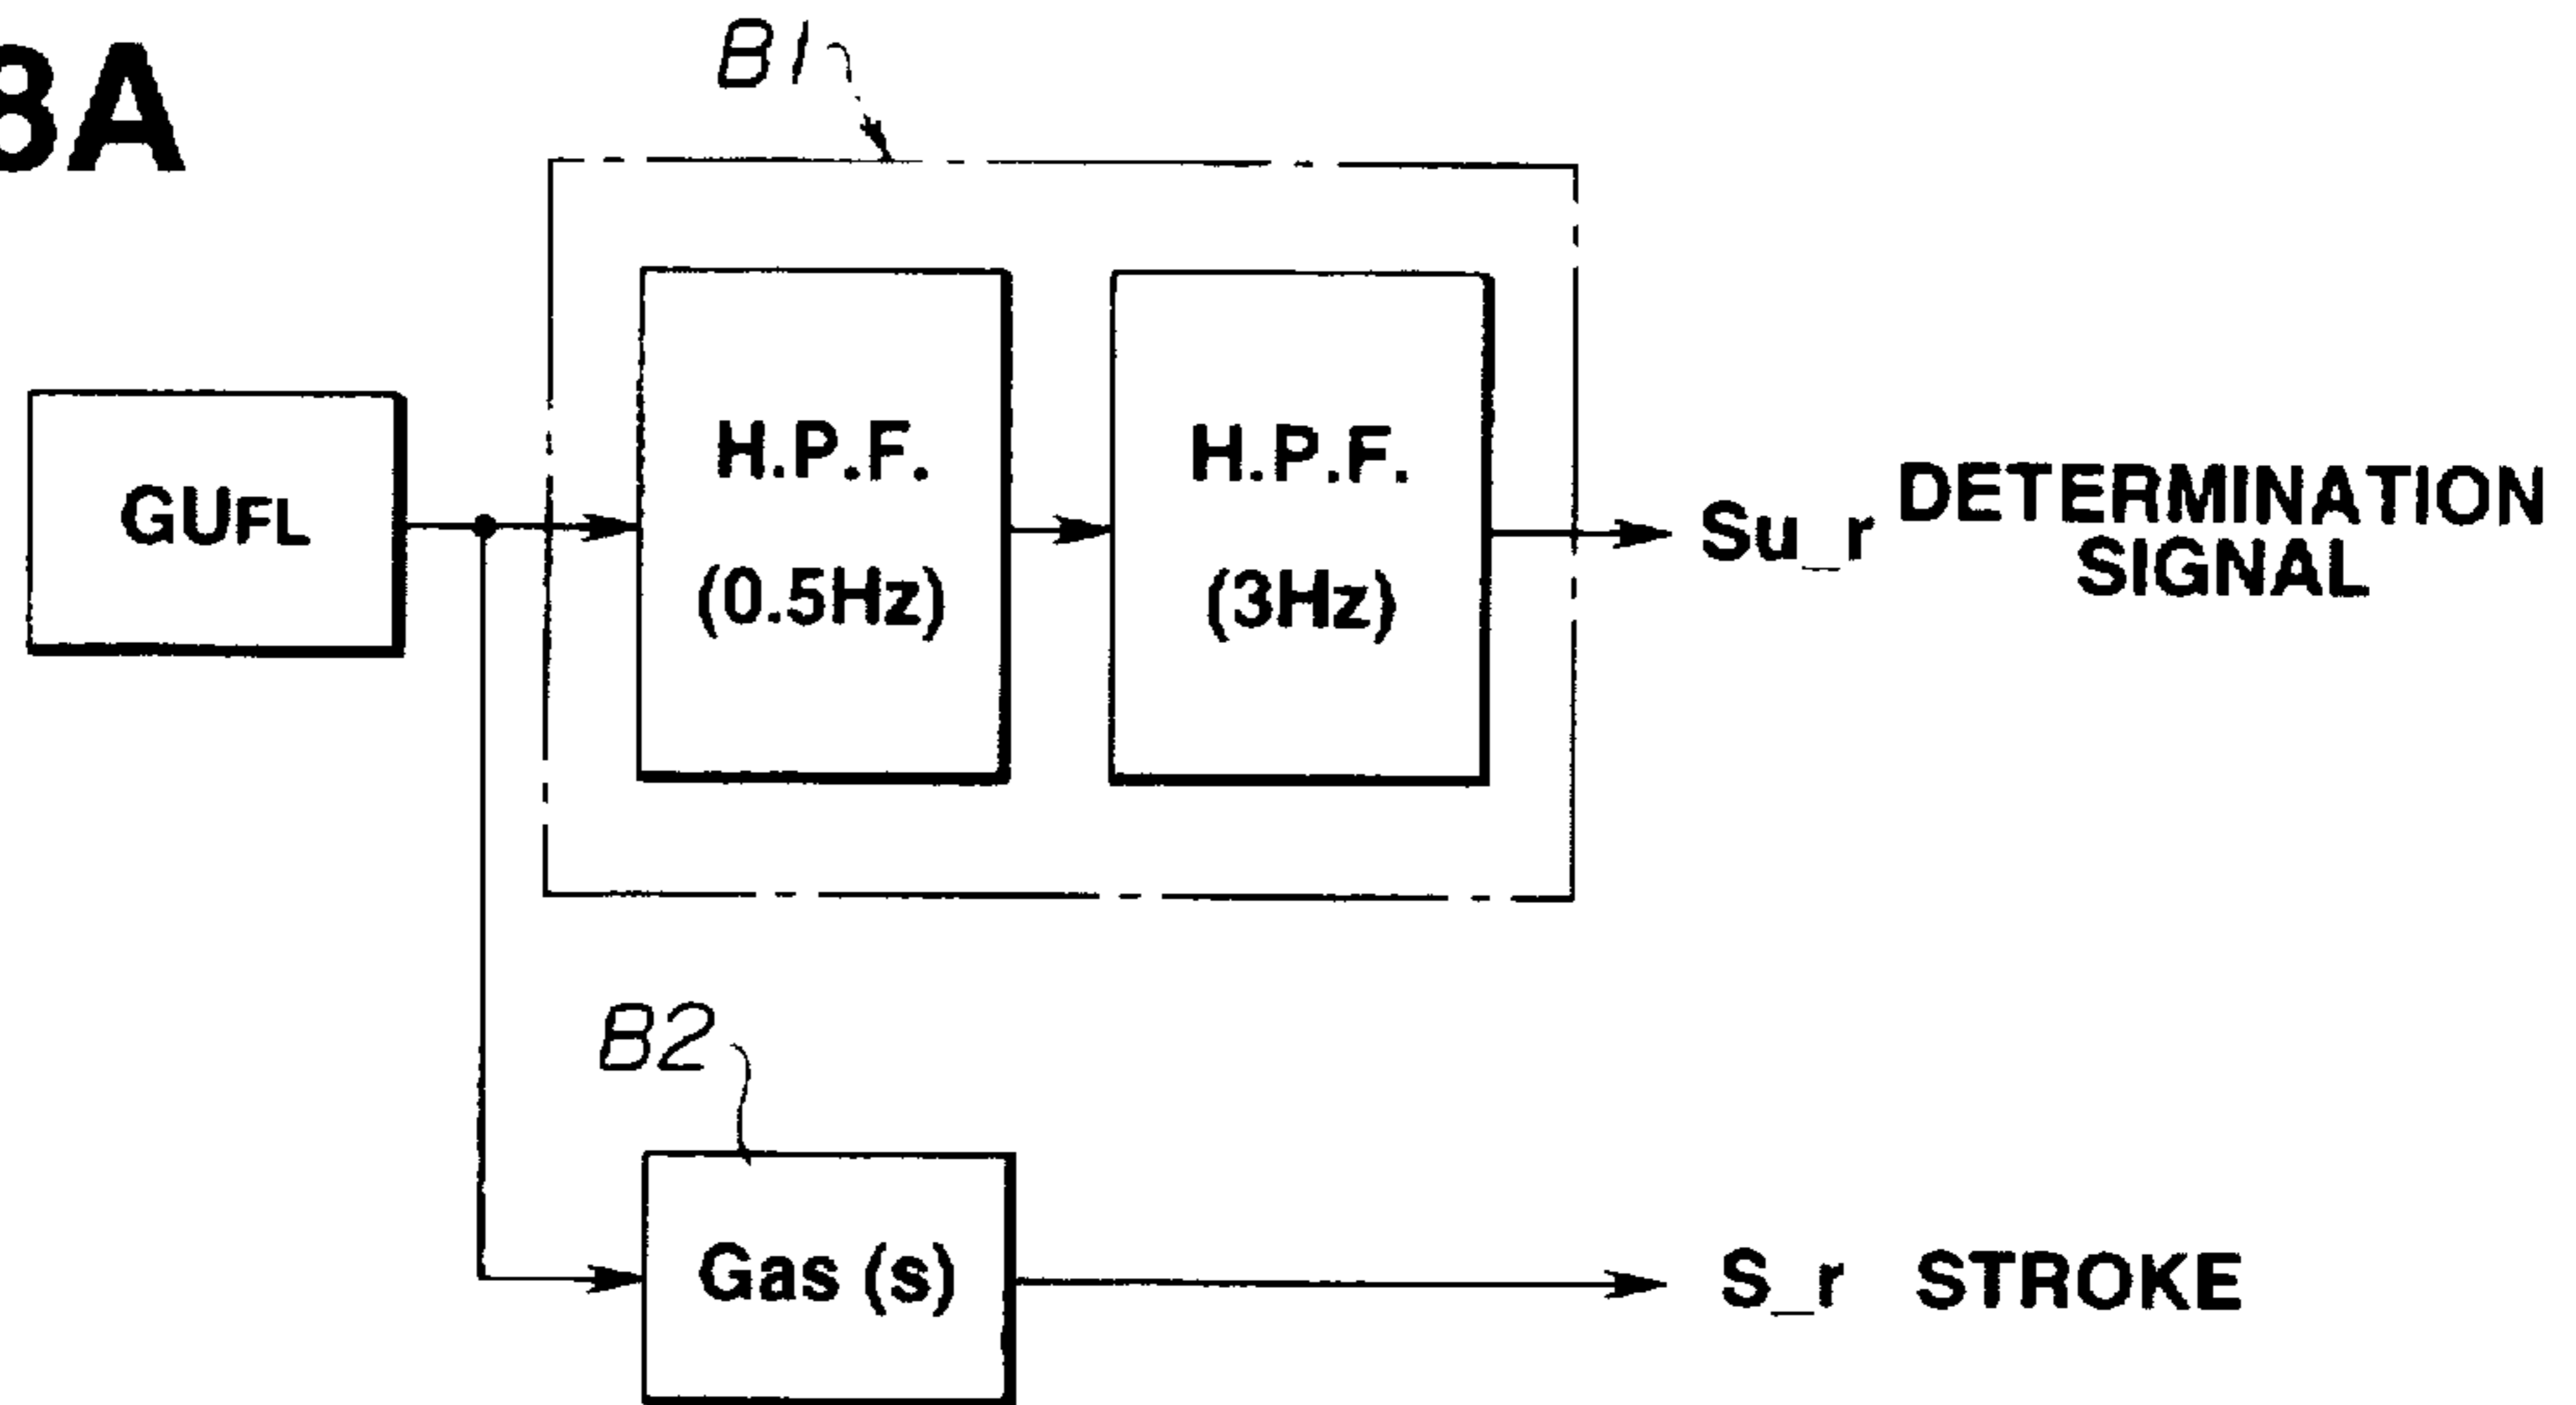 8A
B1
GUFL
H.P.F.
(0.5Hz)
H.P.F.
(3Hz)
Su_r
DETERMINATION
SIGNAL
B2
Gas (s)
S_r STROKE